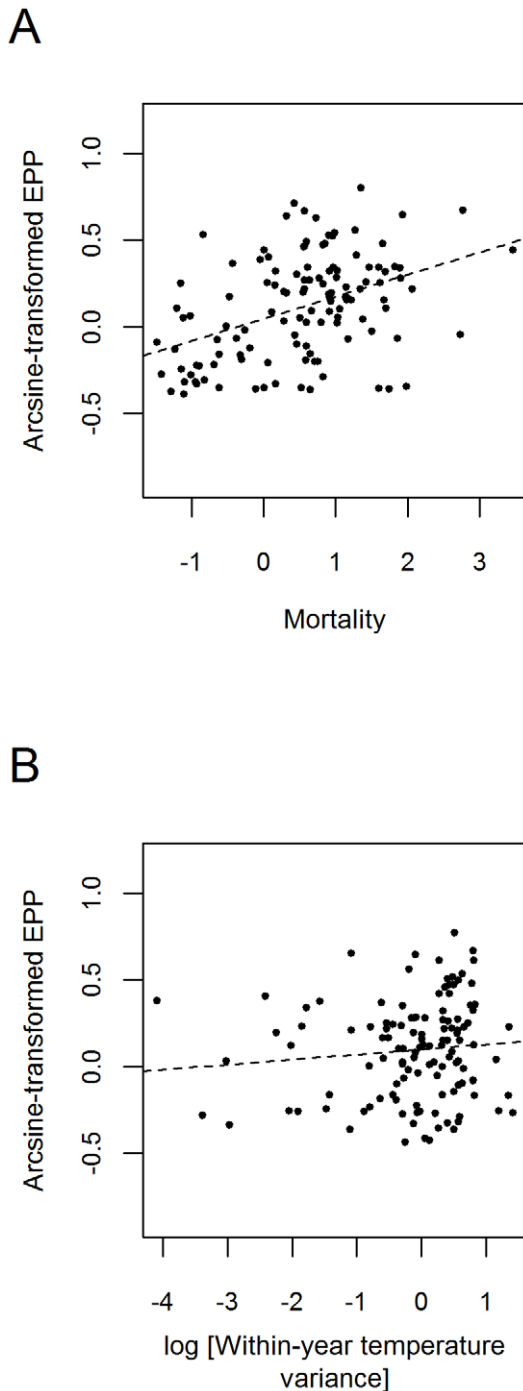 A
Arcsine-transformed EPP
1.0
0.5
0.0
-0.5
-1 0 1 2 3
Mortality
B
Arcsine-transformed EPP
1.0
0.5
0.0
-0.5
-4 -3 -2 -1 0 1
log [Within-year temperature
variance]